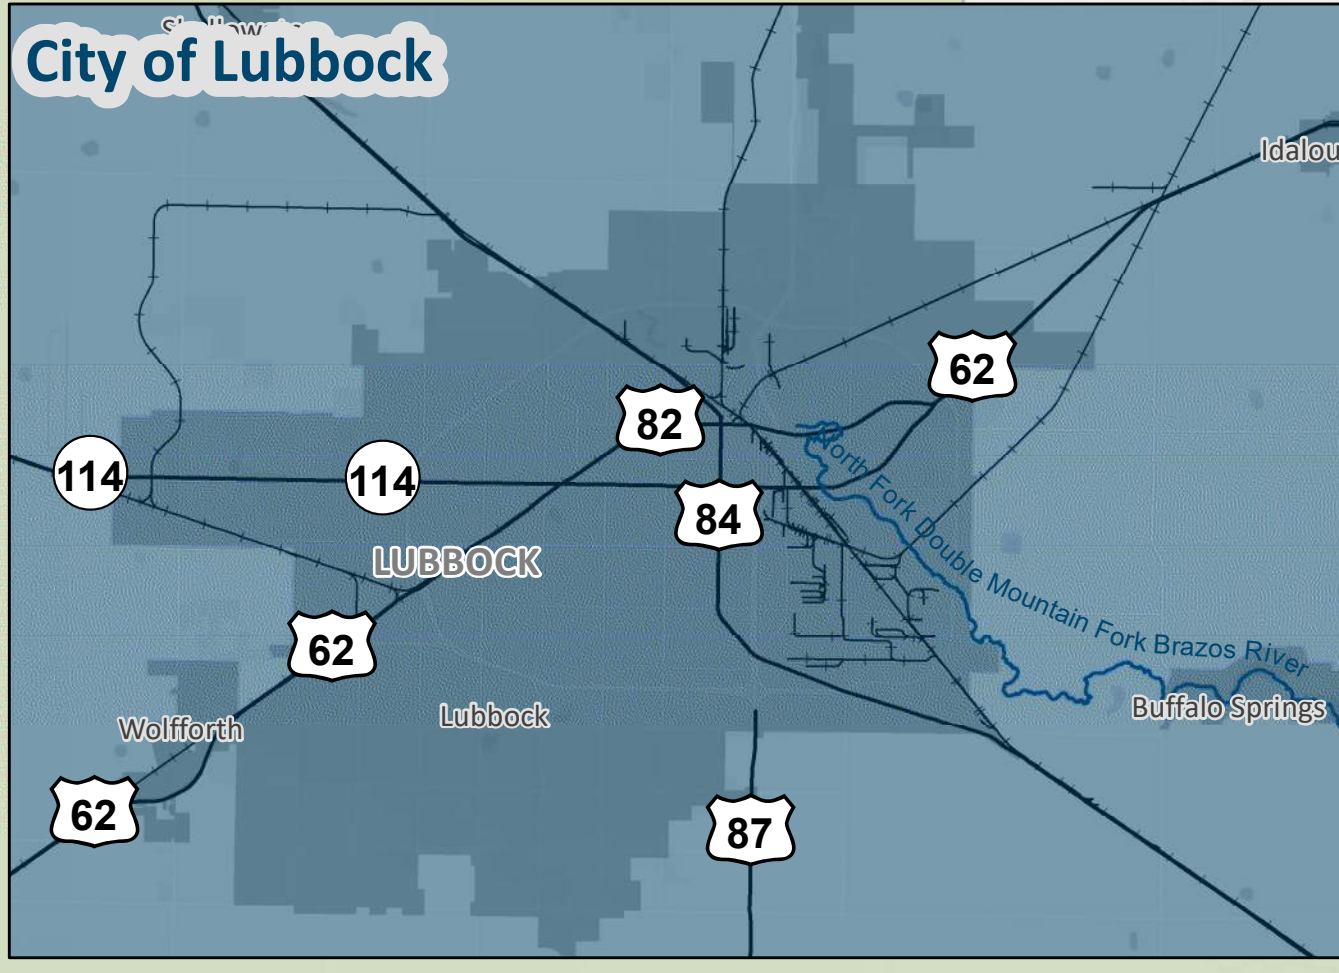 City of Lubbock
Idalou
62
82
114
114
84
North Fork Double Mountain Fork Brazos River
LUBBOCK
62
Buffalo Springs
Lubbock
Wolfforth
62
87